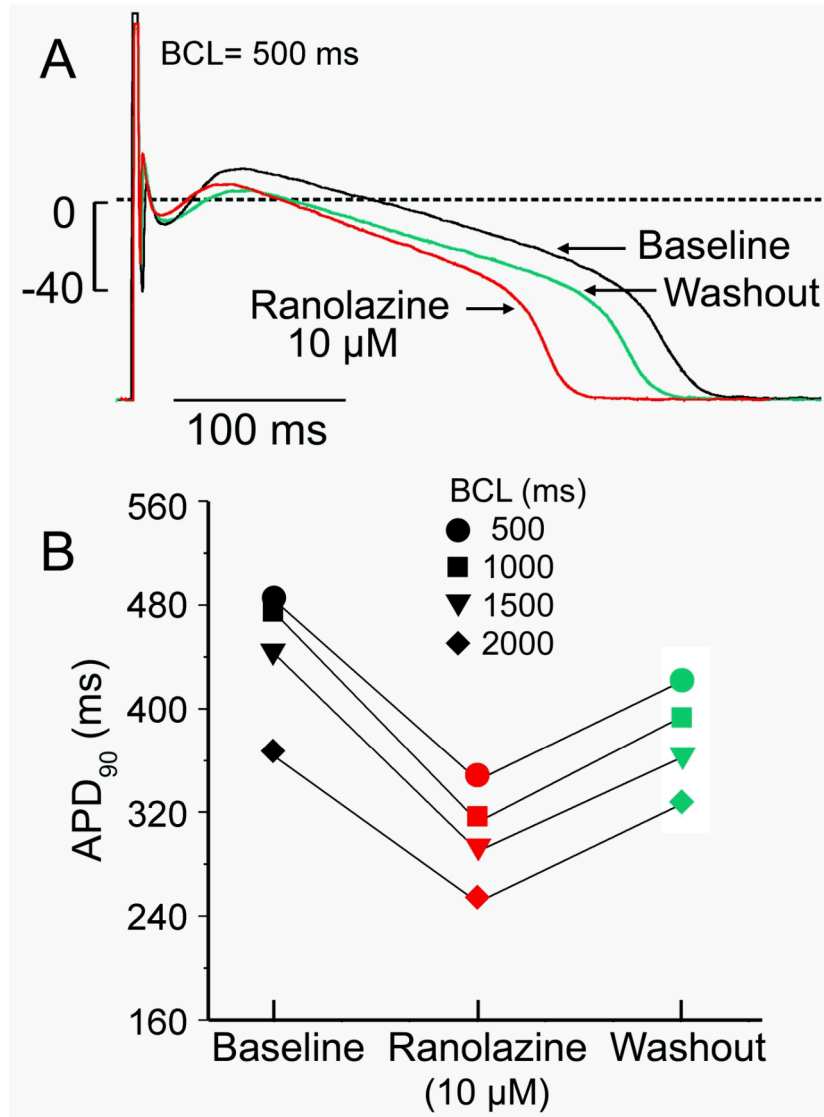 A
BCL= 500 ms
0
-40
Baseline
Washout
Ranolazine
10 µM
100 ms
B
BCL (ms)
500
1000
1500
2000
APD90 (ms)
560
480
400
320
240
160
Baseline Ranolazine Washout
(10 µM)